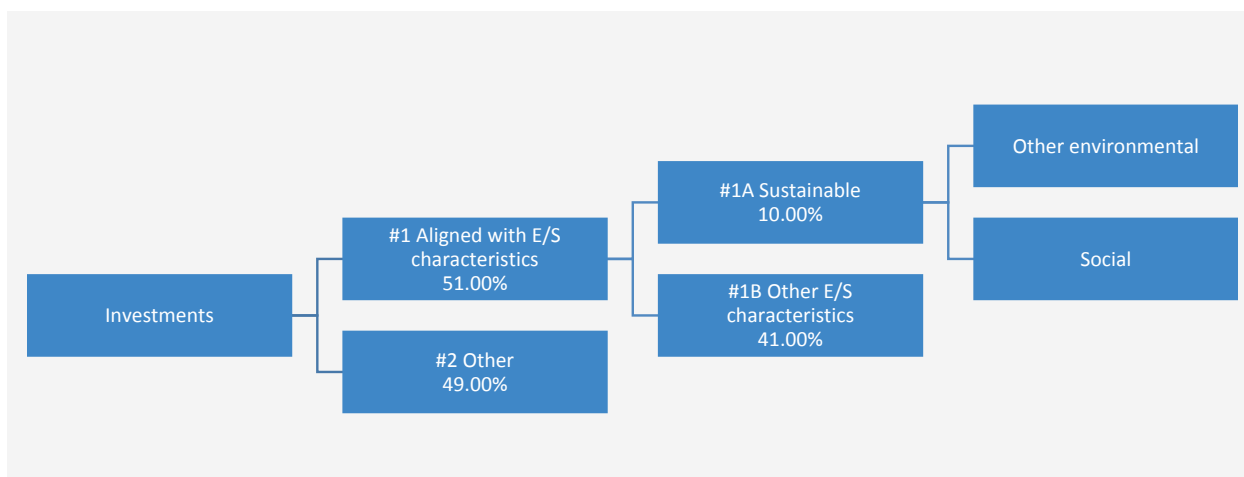 Investments
#1 Aligned with E/S
characteristics
51.00%
#2 Other
49.00%
#1A Sustainable
10.00%
#1B Other E/S
characteristics
41.00%
Other environmental
Social